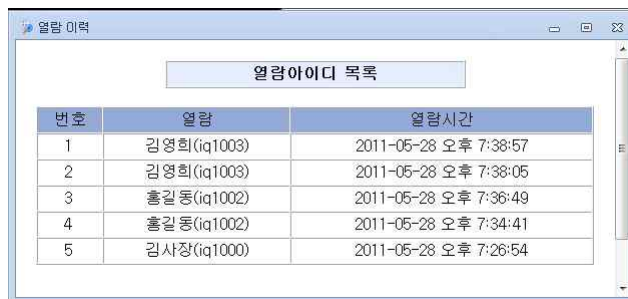 열람 이력
열람아이디 목록
번호 열람 열람시간
1 김영희(iq1003) 2011-05-28 오후 7:38:57
2 김영희(iq1003) 2011-05-28 오후 7:38:05
3 홍길동(iq1002) 2011-05-28 오후 7:36:49
4 홍길동(iq1002) 2011-05-28 오후 7:34:41
5 김사장(iq1000) 2011-05-28 오후 7:26:54